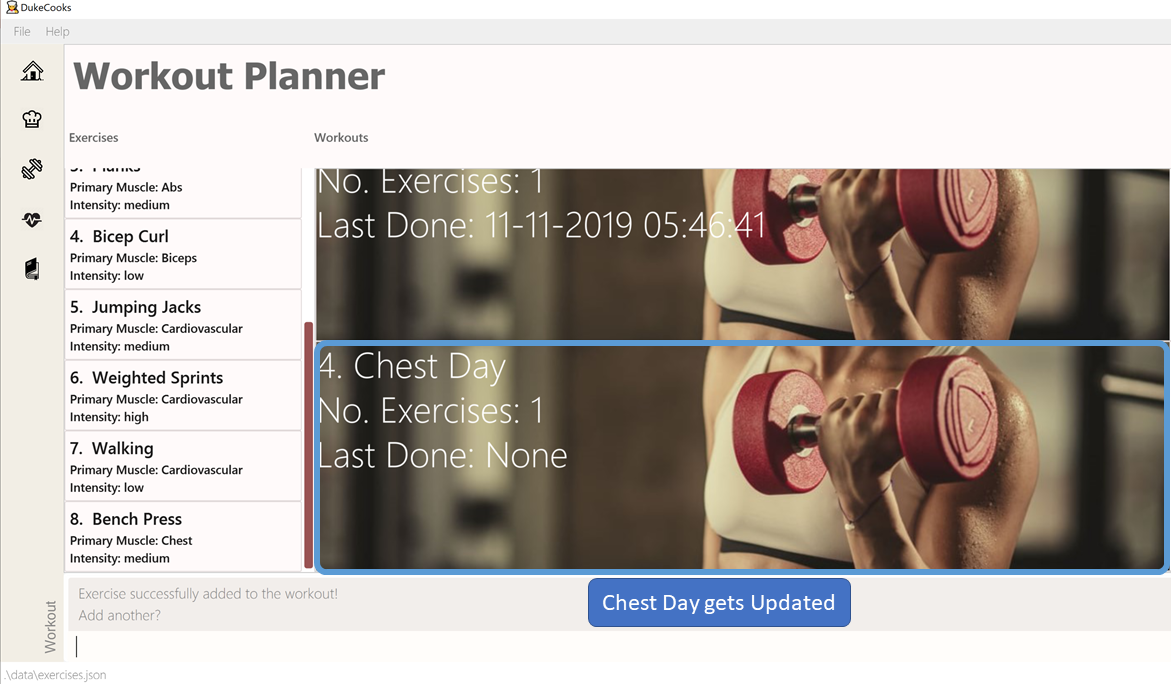 DukeCooks
File Help
Workout Planner
Exercises
Workouts
3. Planks
Primary Muscle: Abs
Intensity: medium
4. Bicep Curl
Primary Muscle: Biceps
Intensity: low
5. Jumping Jacks
Primary Muscle: Cardiovascular
Intensity: medium
6. Weighted Sprints
Primary Muscle: Cardiovascular
Intensity: high
7. Walking
Primary Muscle: Cardiovascular
Intensity: low
8. Bench Press
Primary Muscle: Chest
Intensity: medium
No. Exercises: 1
Last Done: 11-11-2019 05:46:41
4. Chest Day
No. Exercises: 1
Last Done: None
Exercise successfully added to the workout!
Add another?
Chest Day gets Updated
Workout
.\data\exercises.json